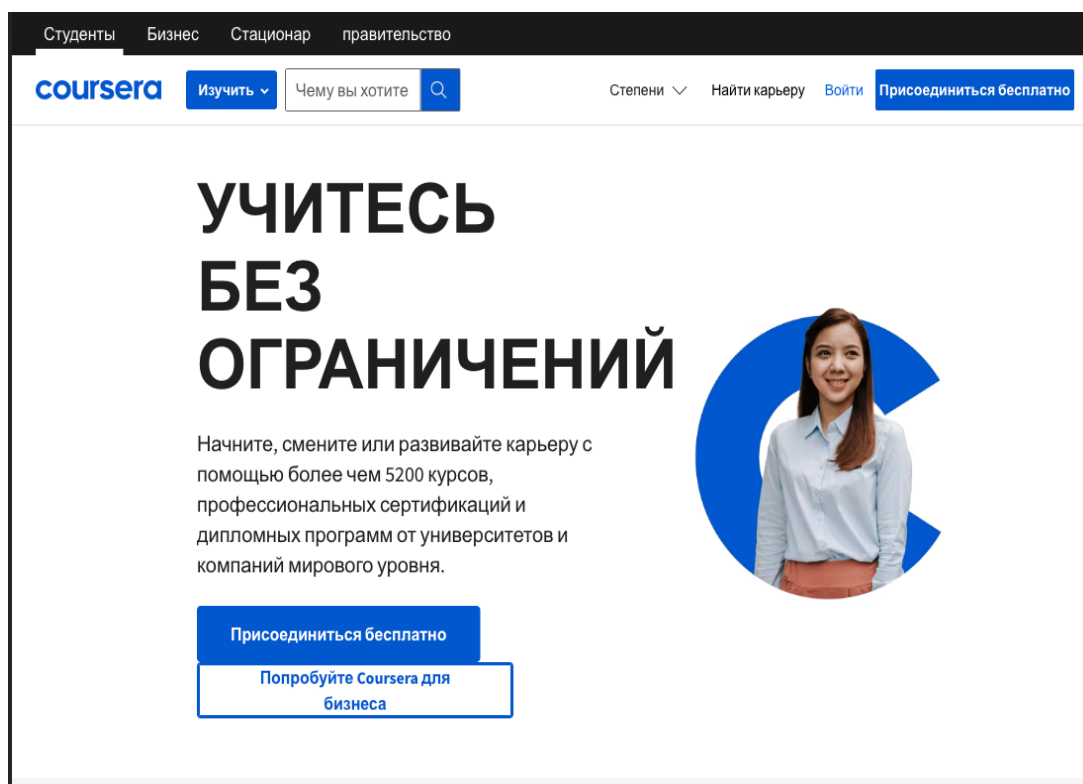 Студенты Бизнес Стационар правительство
coursera Изучить Чему вы хотите Степени Найти карьеру Войти Присоединиться бесплатно
УЧИТЕСЬ
БЕЗ
ОГРАНИЧЕНИЙ
Начните, смените или развивайте карьеру с
помощью более чем 5200 курсов,
профессиональных сертификаций и
дипломных программ от университетов и
компаний мирового уровня.
Присоединиться бесплатно
Попробуйте Coursera для
бизнеса